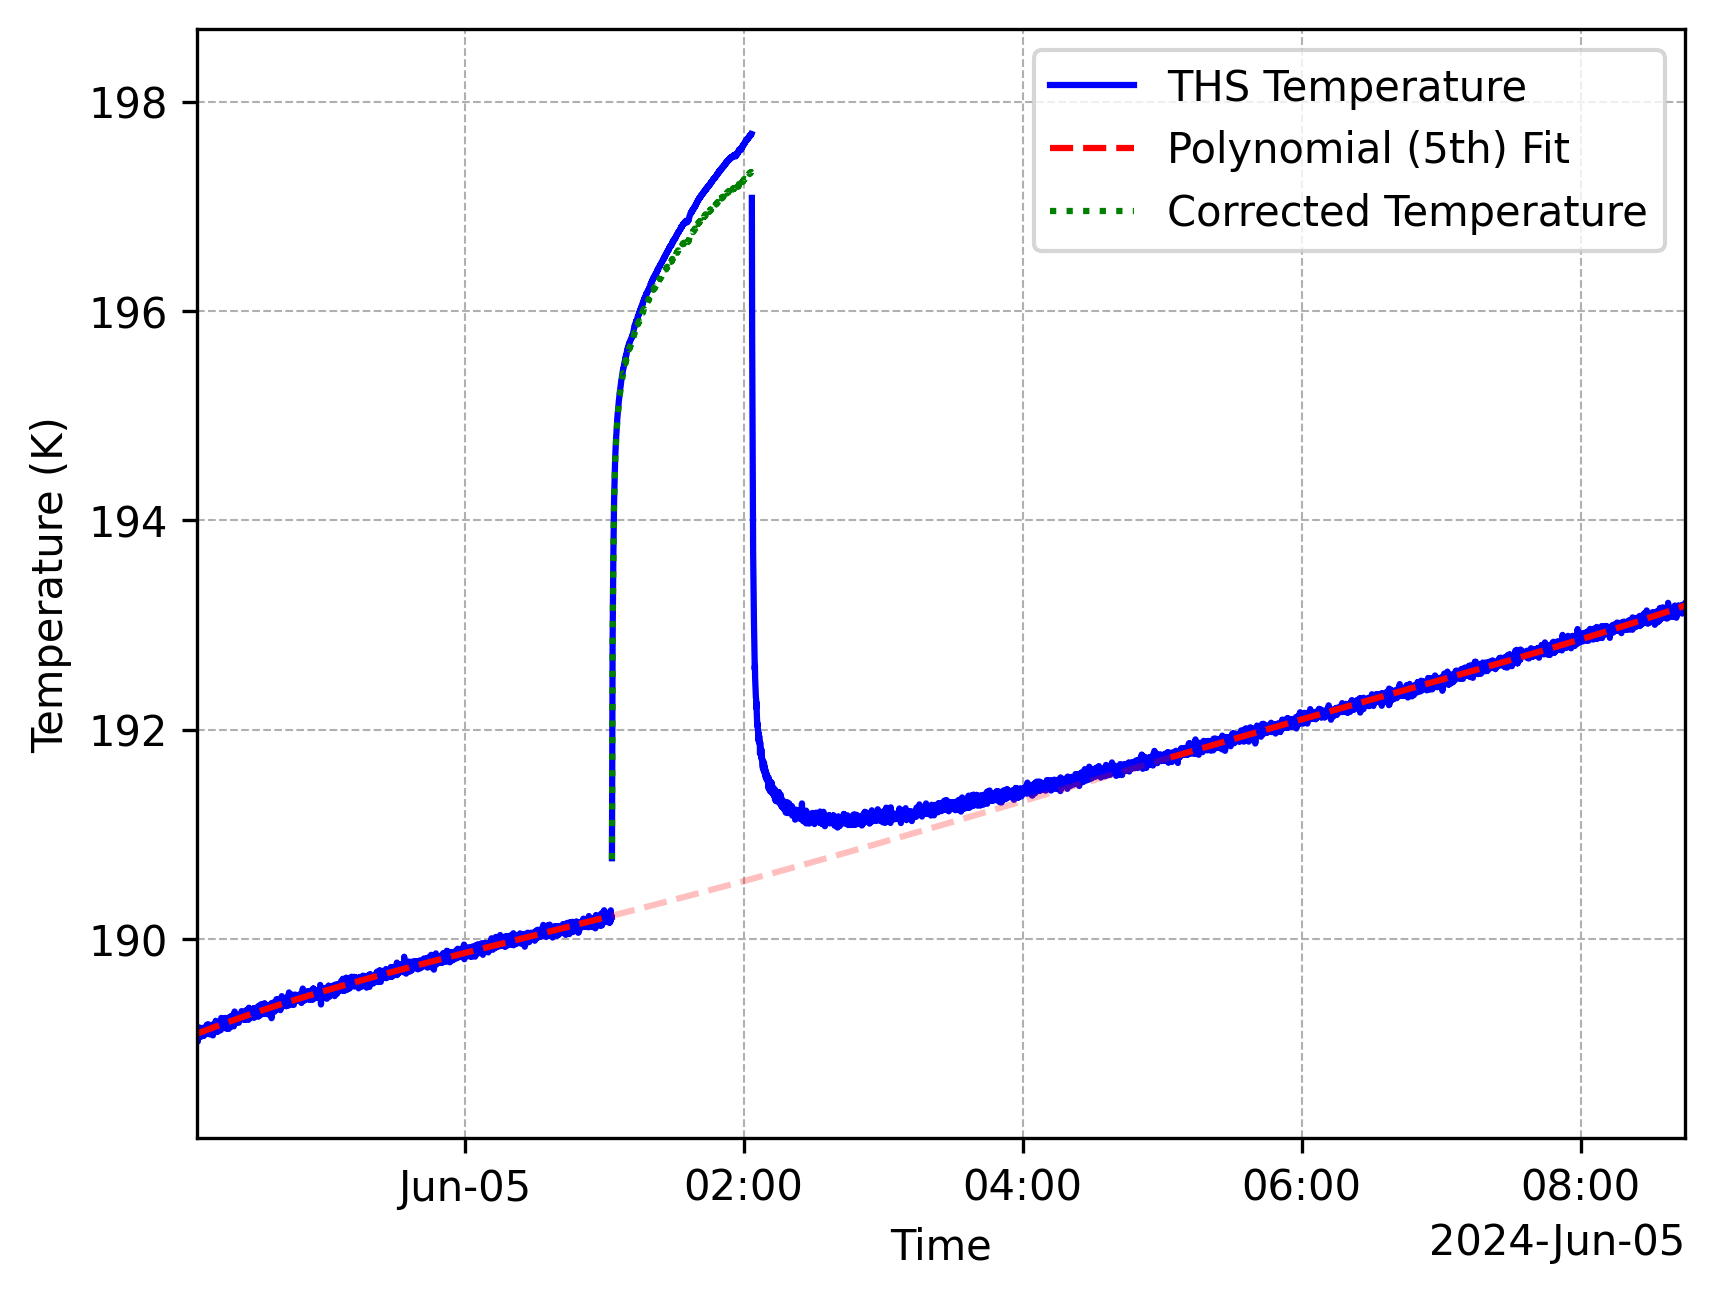 THS Temperature
Polynomial (5th) Fit
Corrected Temperature
198
196
194
192
190
Temperature (K)
Jun-05 02:00 04:00 06:00 08:00
Time
2024-Jun-05